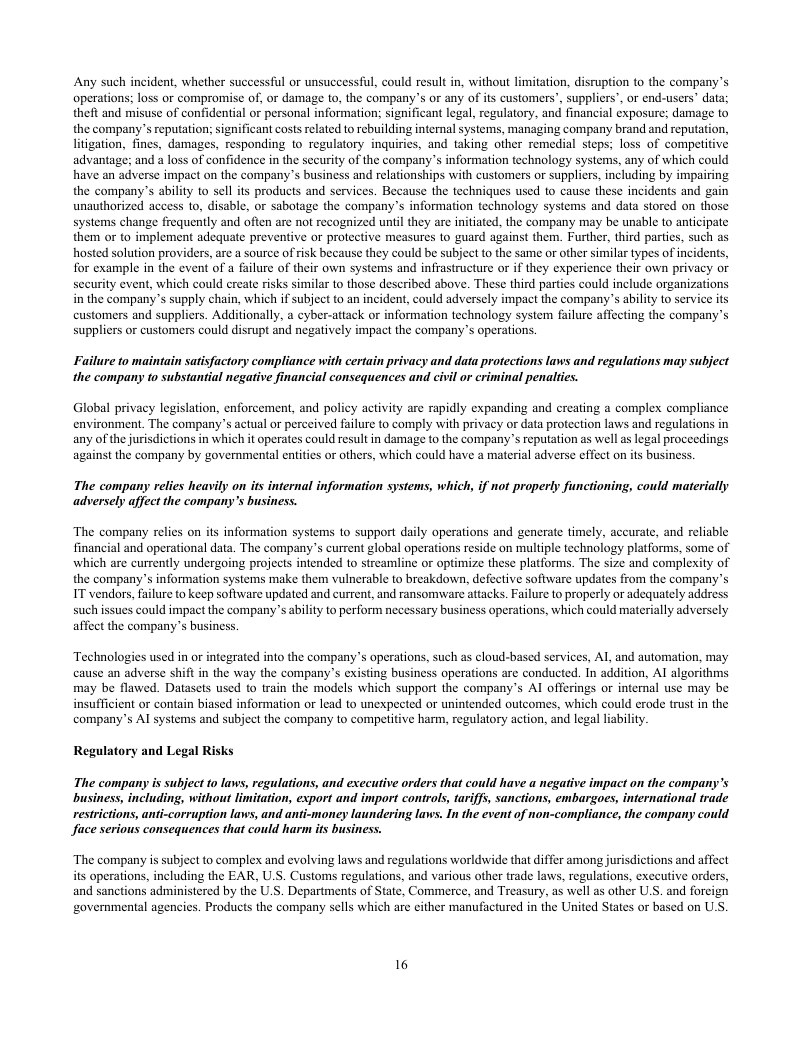 Any such incident, whether successful or unsuccessful, could result in, without limitation, disruption to the company’s
operations; loss or compromise of, or damage to, the company’s or any of its customers’, suppliers’, or end-users’ data;
theft and misuse of confidential or personal information; significant legal, regulatory, and financial exposure; damage to
the company’s reputation; significant costs related to rebuilding internal systems, managing company brand and reputation,
litigation, fines, damages, responding to regulatory inquiries, and taking other remedial steps; loss of competitive
advantage; and a loss of confidence in the security of the company’s information technology systems, any of which could
have an adverse impact on the company’s business and relationships with customers or suppliers, including by impairing
the company’s ability to sell its products and services. Because the techniques used to cause these incidents and gain
unauthorized access to, disable, or sabotage the company’s information technology systems and data stored on those
systems change frequently and often are not recognized until they are initiated, the company may be unable to anticipate
them or to implement adequate preventive or protective measures to guard against them. Further, third parties, such as
hosted solution providers, are a source of risk because they could be subject to the same or other similar types of incidents,
for example in the event of a failure of their own systems and infrastructure or if they experience their own privacy or
security event, which could create risks similar to those described above. These third parties could include organizations
in the company’s supply chain, which if subject to an incident, could adversely impact the company’s ability to service its
customers and suppliers. Additionally, a cyber-attack or information technology system failure affecting the company’s
suppliers or customers could disrupt and negatively impact the company’s operations.
Failure to maintain satisfactory compliance with certain privacy and data protections laws and regulations may subject
the company to substantial negative financial consequences and civil or criminal penalties.
Global privacy legislation, enforcement, and policy activity are rapidly expanding and creating a complex compliance
environment. The company’s actual or perceived failure to comply with privacy or data protection laws and regulations in
any of the jurisdictions in which it operates could result in damage to the company’s reputation as well as legal proceedings
against the company by governmental entities or others, which could have a material adverse effect on its business.
The company relies heavily on its internal information systems, which, if not properly functioning, could materially
adversely affect the company’s business.
The company relies on its information systems to support daily operations and generate timely, accurate, and reliable
financial and operational data. The company’s current global operations reside on multiple technology platforms, some of
which are currently undergoing projects intended to streamline or optimize these platforms. The size and complexity of
the company’s information systems make them vulnerable to breakdown, defective software updates from the company’s
IT vendors, failure to keep software updated and current, and ransomware attacks. Failure to properly or adequately address
such issues could impact the company’s ability to perform necessary business operations, which could materially adversely
affect the company’s business.
Technologies used in or integrated into the company’s operations, such as cloud-based services, AI, and automation, may
cause an adverse shift in the way the company’s existing business operations are conducted. In addition, AI algorithms
may be flawed. Datasets used to train the models which support the company’s AI offerings or internal use may be
insufficient or contain biased information or lead to unexpected or unintended outcomes, which could erode trust in the
company’s AI systems and subject the company to competitive harm, regulatory action, and legal liability.
Regulatory and Legal Risks
The company is subject to laws, regulations, and executive orders that could have a negative impact on the company’s
business, including, without limitation, export and import controls, tariffs, sanctions, embargoes, international trade
restrictions, anti-corruption laws, and anti-money laundering laws. In the event of non-compliance, the company could
face serious consequences that could harm its business.
The company is subject to complex and evolving laws and regulations worldwide that differ among jurisdictions and affect
its operations, including the EAR, U.S. Customs regulations, and various other trade laws, regulations, executive orders,
and sanctions administered by the U.S. Departments of State, Commerce, and Treasury, as well as other U.S. and foreign
governmental agencies. Products the company sells which are either manufactured in the United States or based on U.S.
16